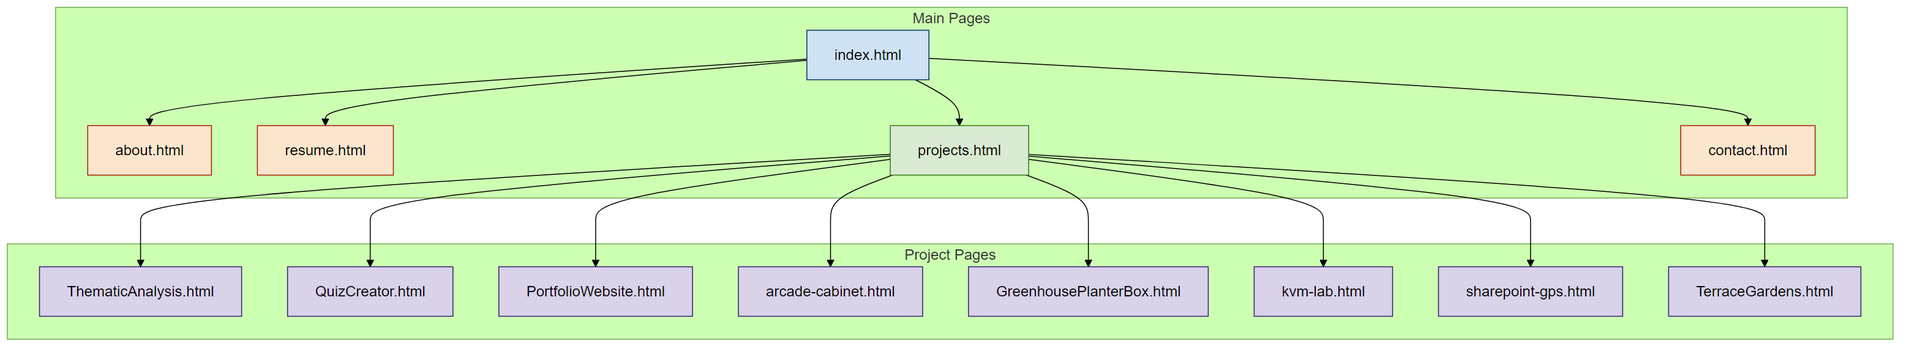 Main Pages
index.html
about.html
resume.html
projects.html
contact.html
Project Pages
ThematicAnalysis.html
QuizCreator.html
PortfolioWebsite.html
arcade-cabinet.html
GreenhousePlanterBox.html
kvm-lab.html
sharepoint-gps.html
TerraceGardens.html